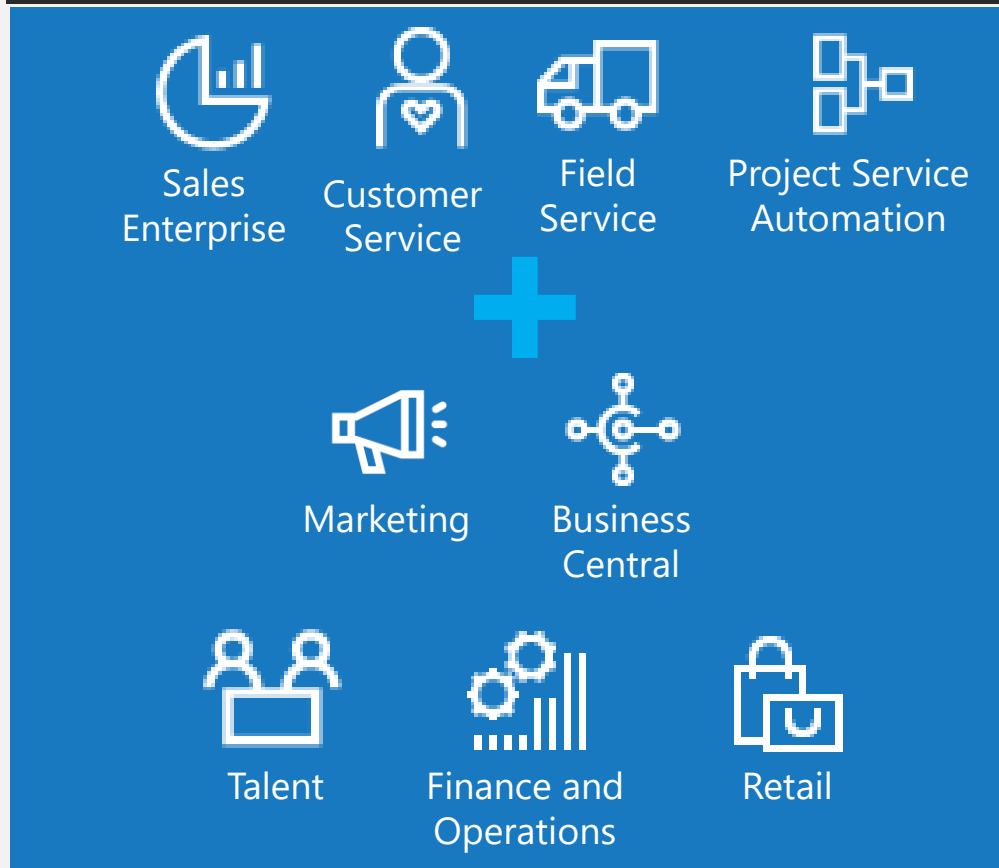 Sales
Enterprise
Customer
Service
Field
Service
Project Service
Automation
Marketing
Business
Central
Talent
Finance and
Operations
Retail